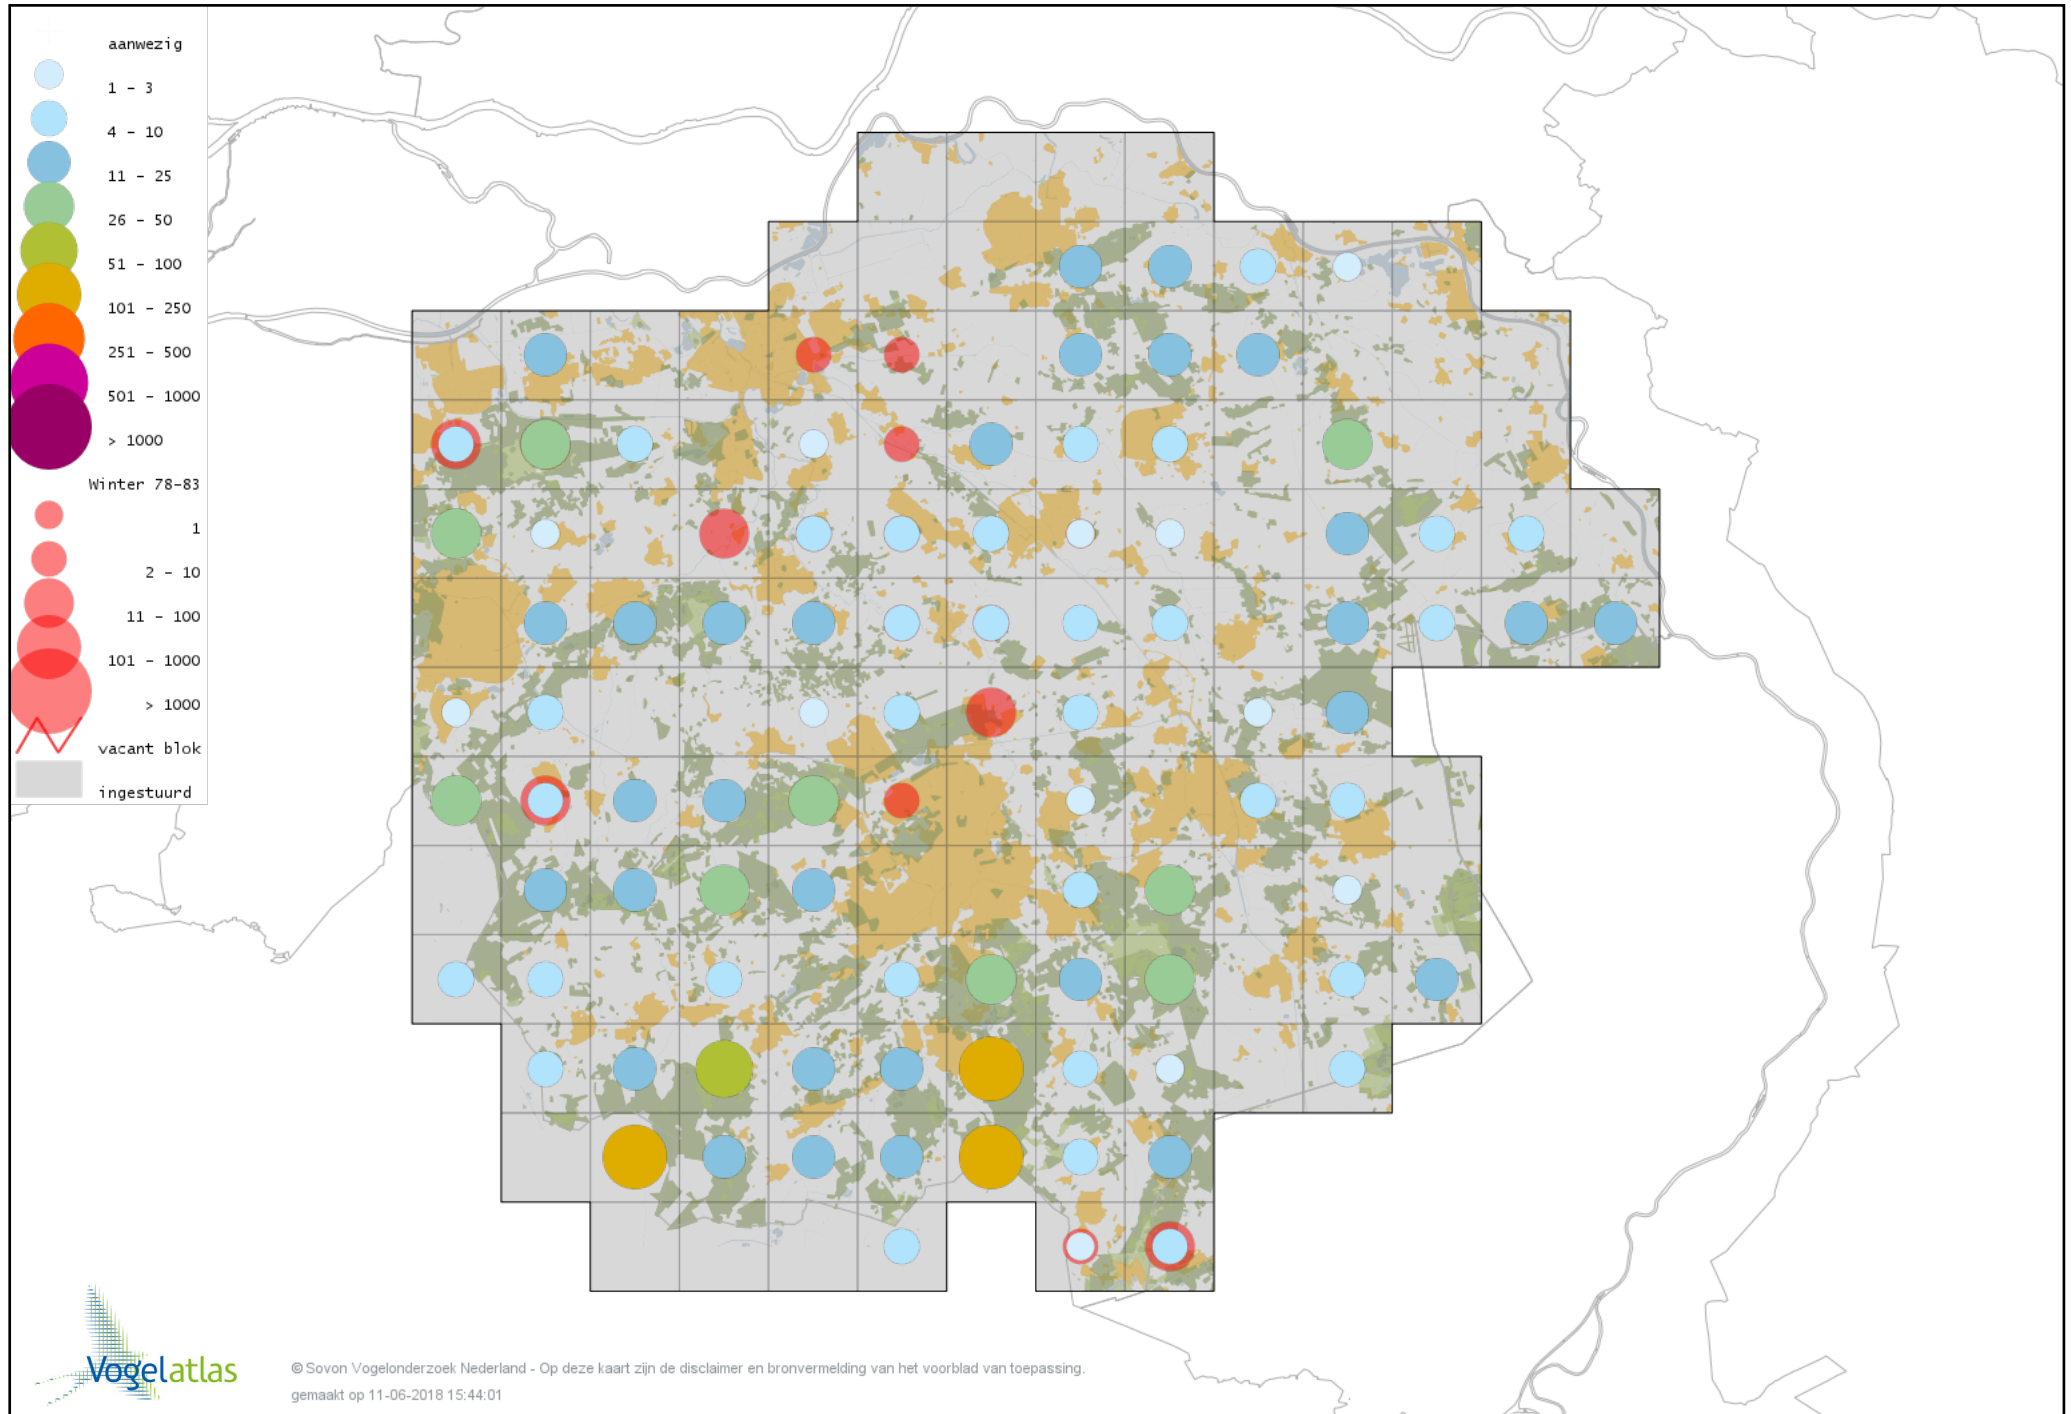 aanwezig
1 - 3
4 - 10
11 - 25
26 - 50
51 - 100
101 - 250
251 - 500
501 - 1000
> 1000
Winter 78-83
1
2 - 10
11 - 100
101 - 1000
> 1000
vacant blok
ingestuurd
Vogelatlas
© Sovon Vogelonderzoek Nederland - Op deze kaart zijn de disclaimer en bronvermelding van het voorblad van toepassing.
gemaakt op 11-06-2018 15:44:01